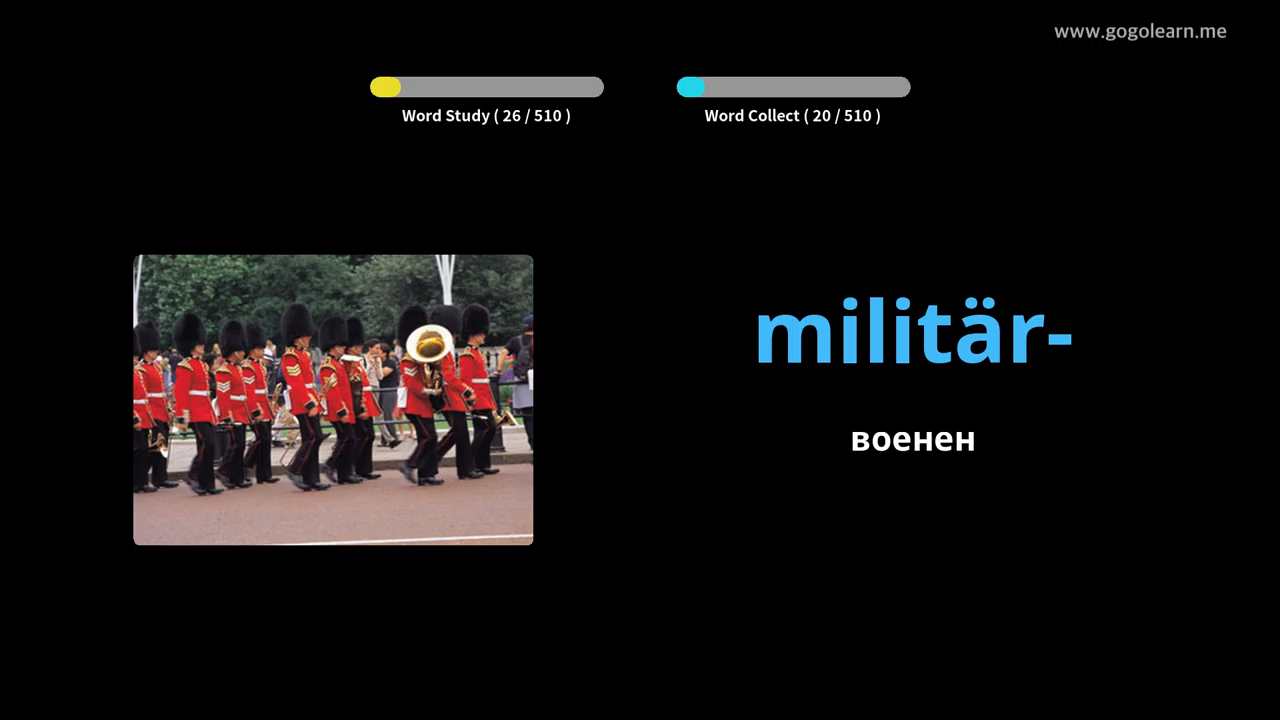 www.gogolearn.me
Word Study ( 26 / 510 )
Word Collect ( 20 / 510 )
militär-
военен